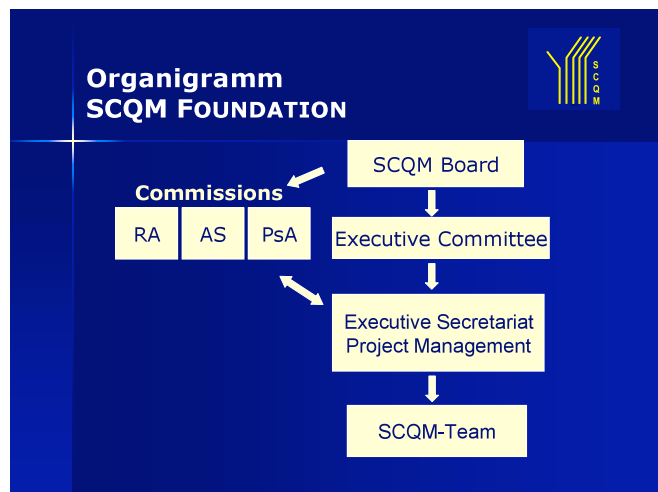 Organigramm
SCQM FOUNDATION
S
C
Q
M
SCQM Board
Commissions
RA AS PsA
Executive Committee
Executive Secretariat
Project Management
SCQM-Team